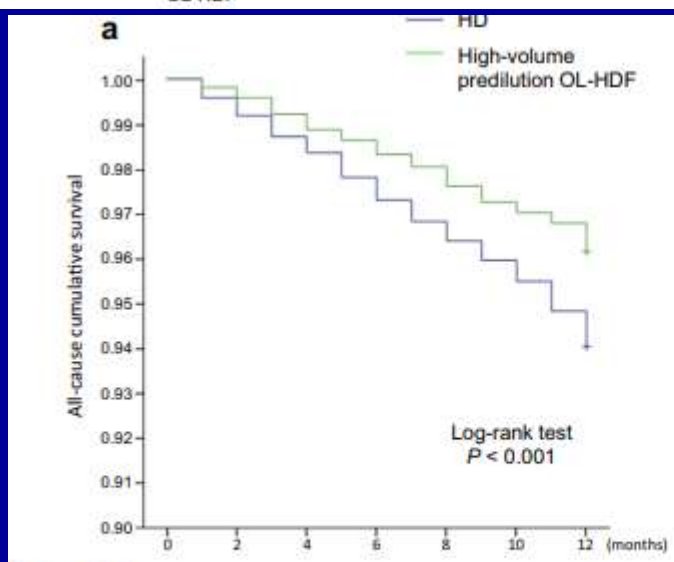 a
HD
High-volume
predilution OL-HDF
1.00
0.99
0.98
0.97
0.96
0.95
0.94
0.93
0.92
0.91
0.90
All-cause cumulative survival
Log-rank test
P < 0.001
0 2 4 6 8 10 12 (months)